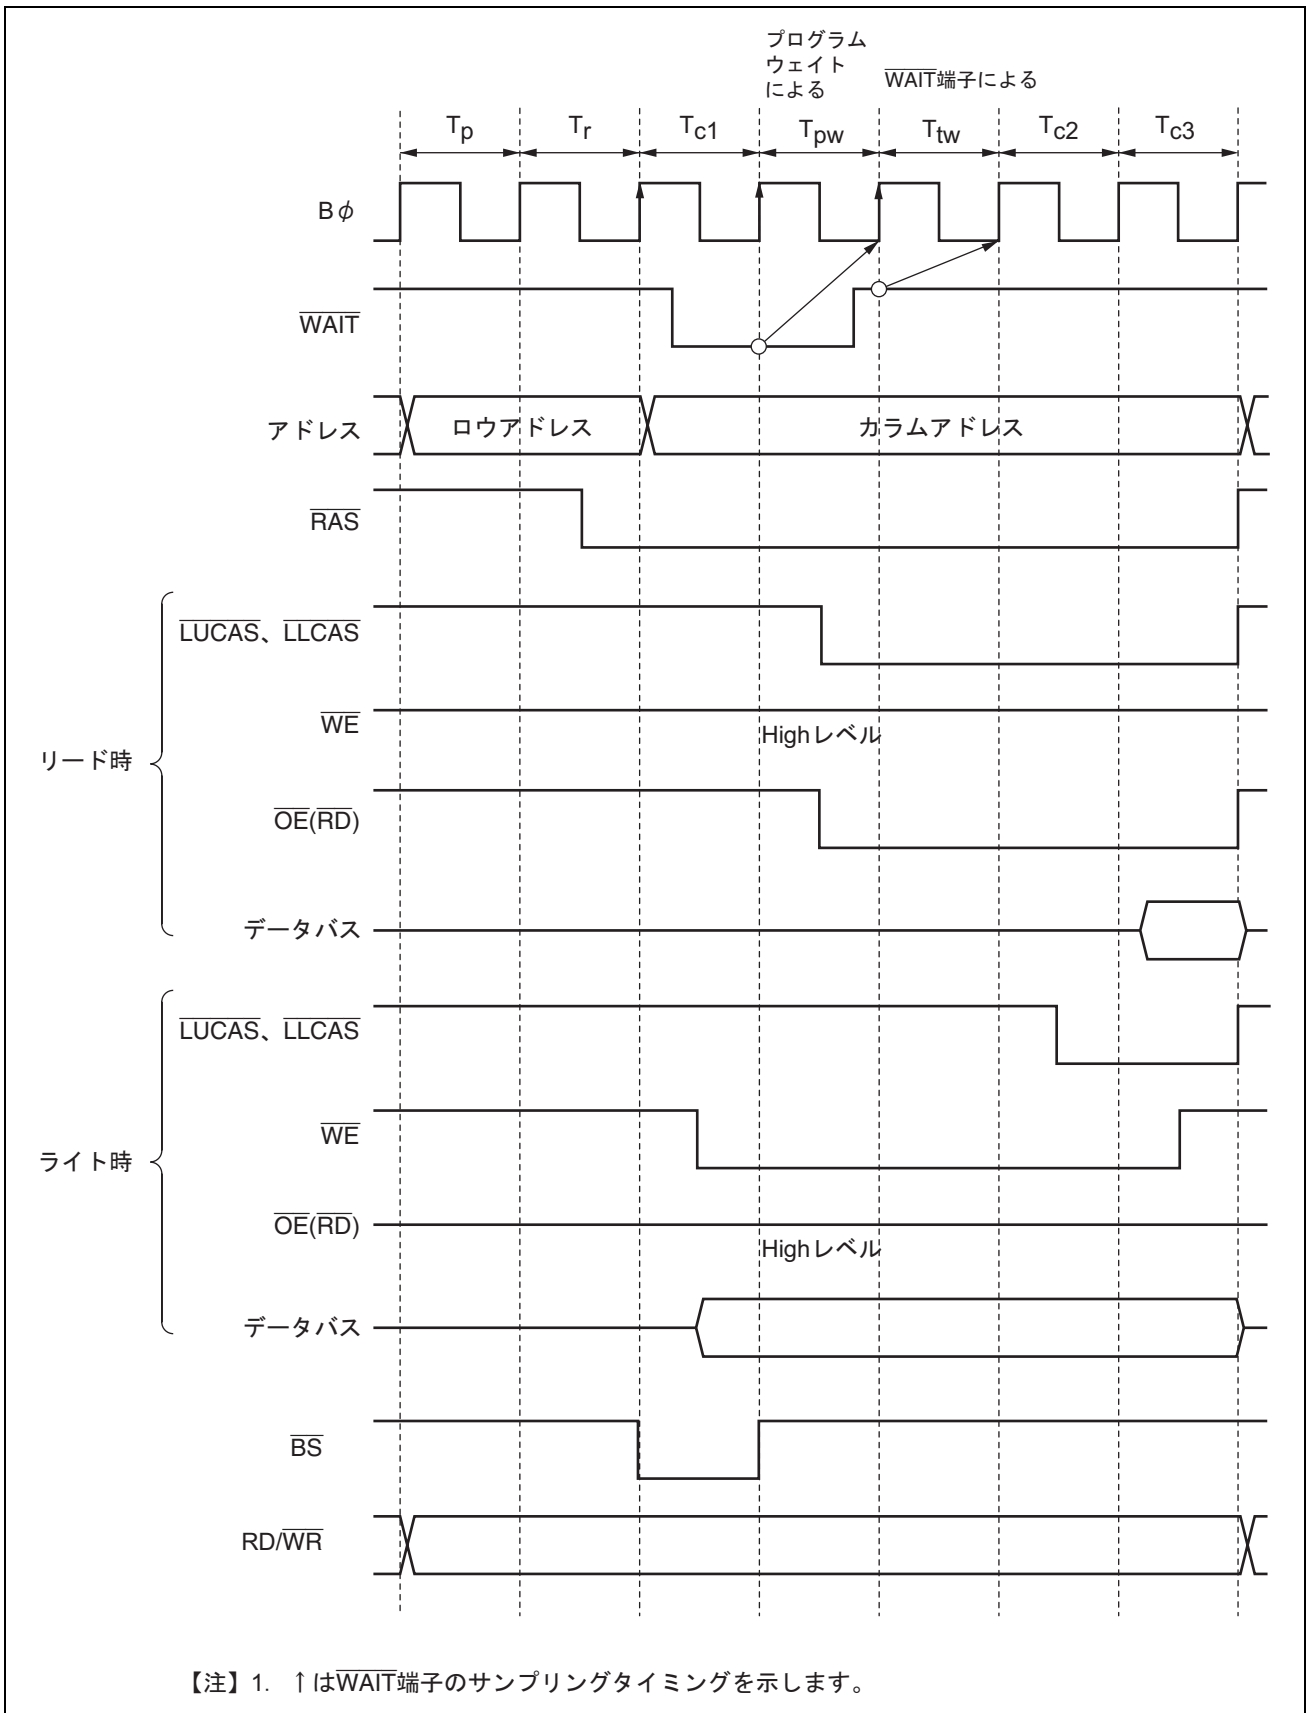 プログラム
ウェイト
による
WAIT端子による
Tp Tr Tc1 Tpw Ttw Tc2 Tc3
Bφ
WAIT
アドレス ロウアドレス カラムアドレス
RAS
LUCAS、LLCAS
WE
Highレベル
リード時
OE(RD)
データバス
LUCAS、LLCAS
WE
ライト時
OE(RD)
Highレベル
データバス
BS
RD/WR
【注】1. ↑はWAIT端子のサンプリングタイミングを示します。